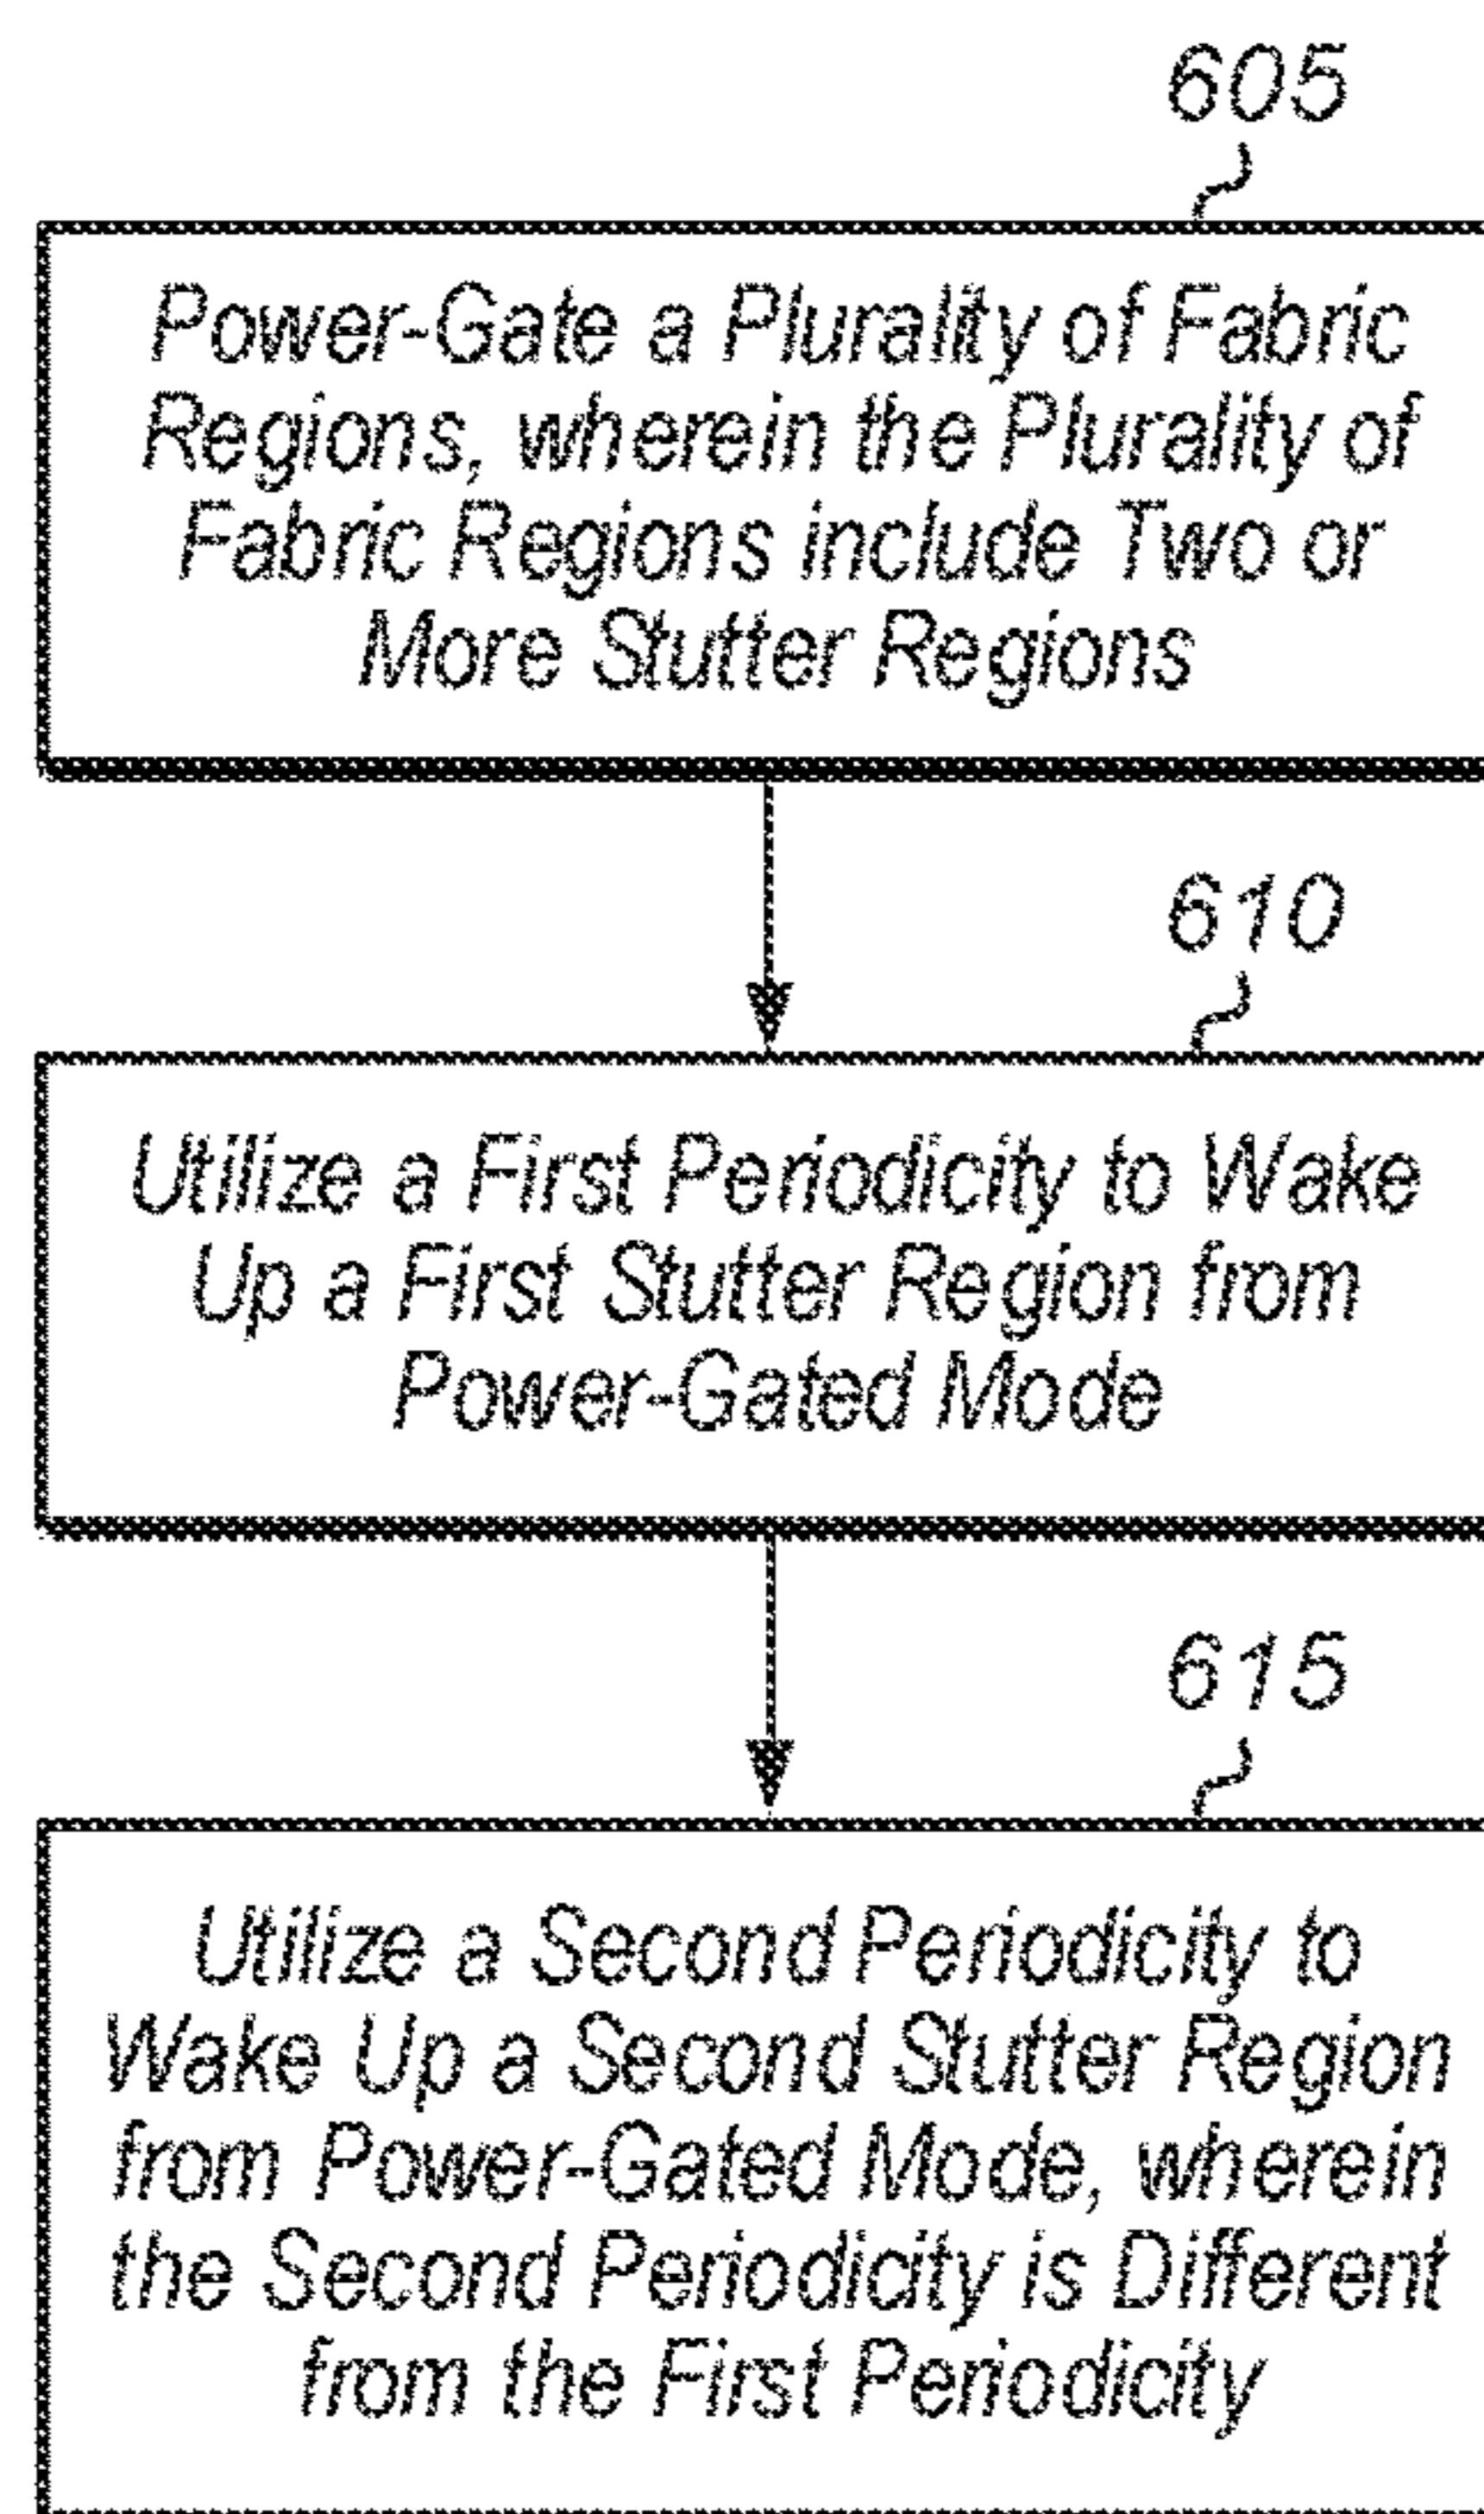 605
Power-Gate a Plurality of Fabric
Regions, wherein the Plurality of
Fabric Regions include Two or
More Stutter Regions
610
Utilize a First Periodicity to Wake
Up a First Stutter Region from
Power-Gated Mode
615
Utilize a Second Periodicity to
Wake Up a Second Stutter Region
from Power-Gated Mode, wherein
the Second Periodicity is Different
from the First Periodicity